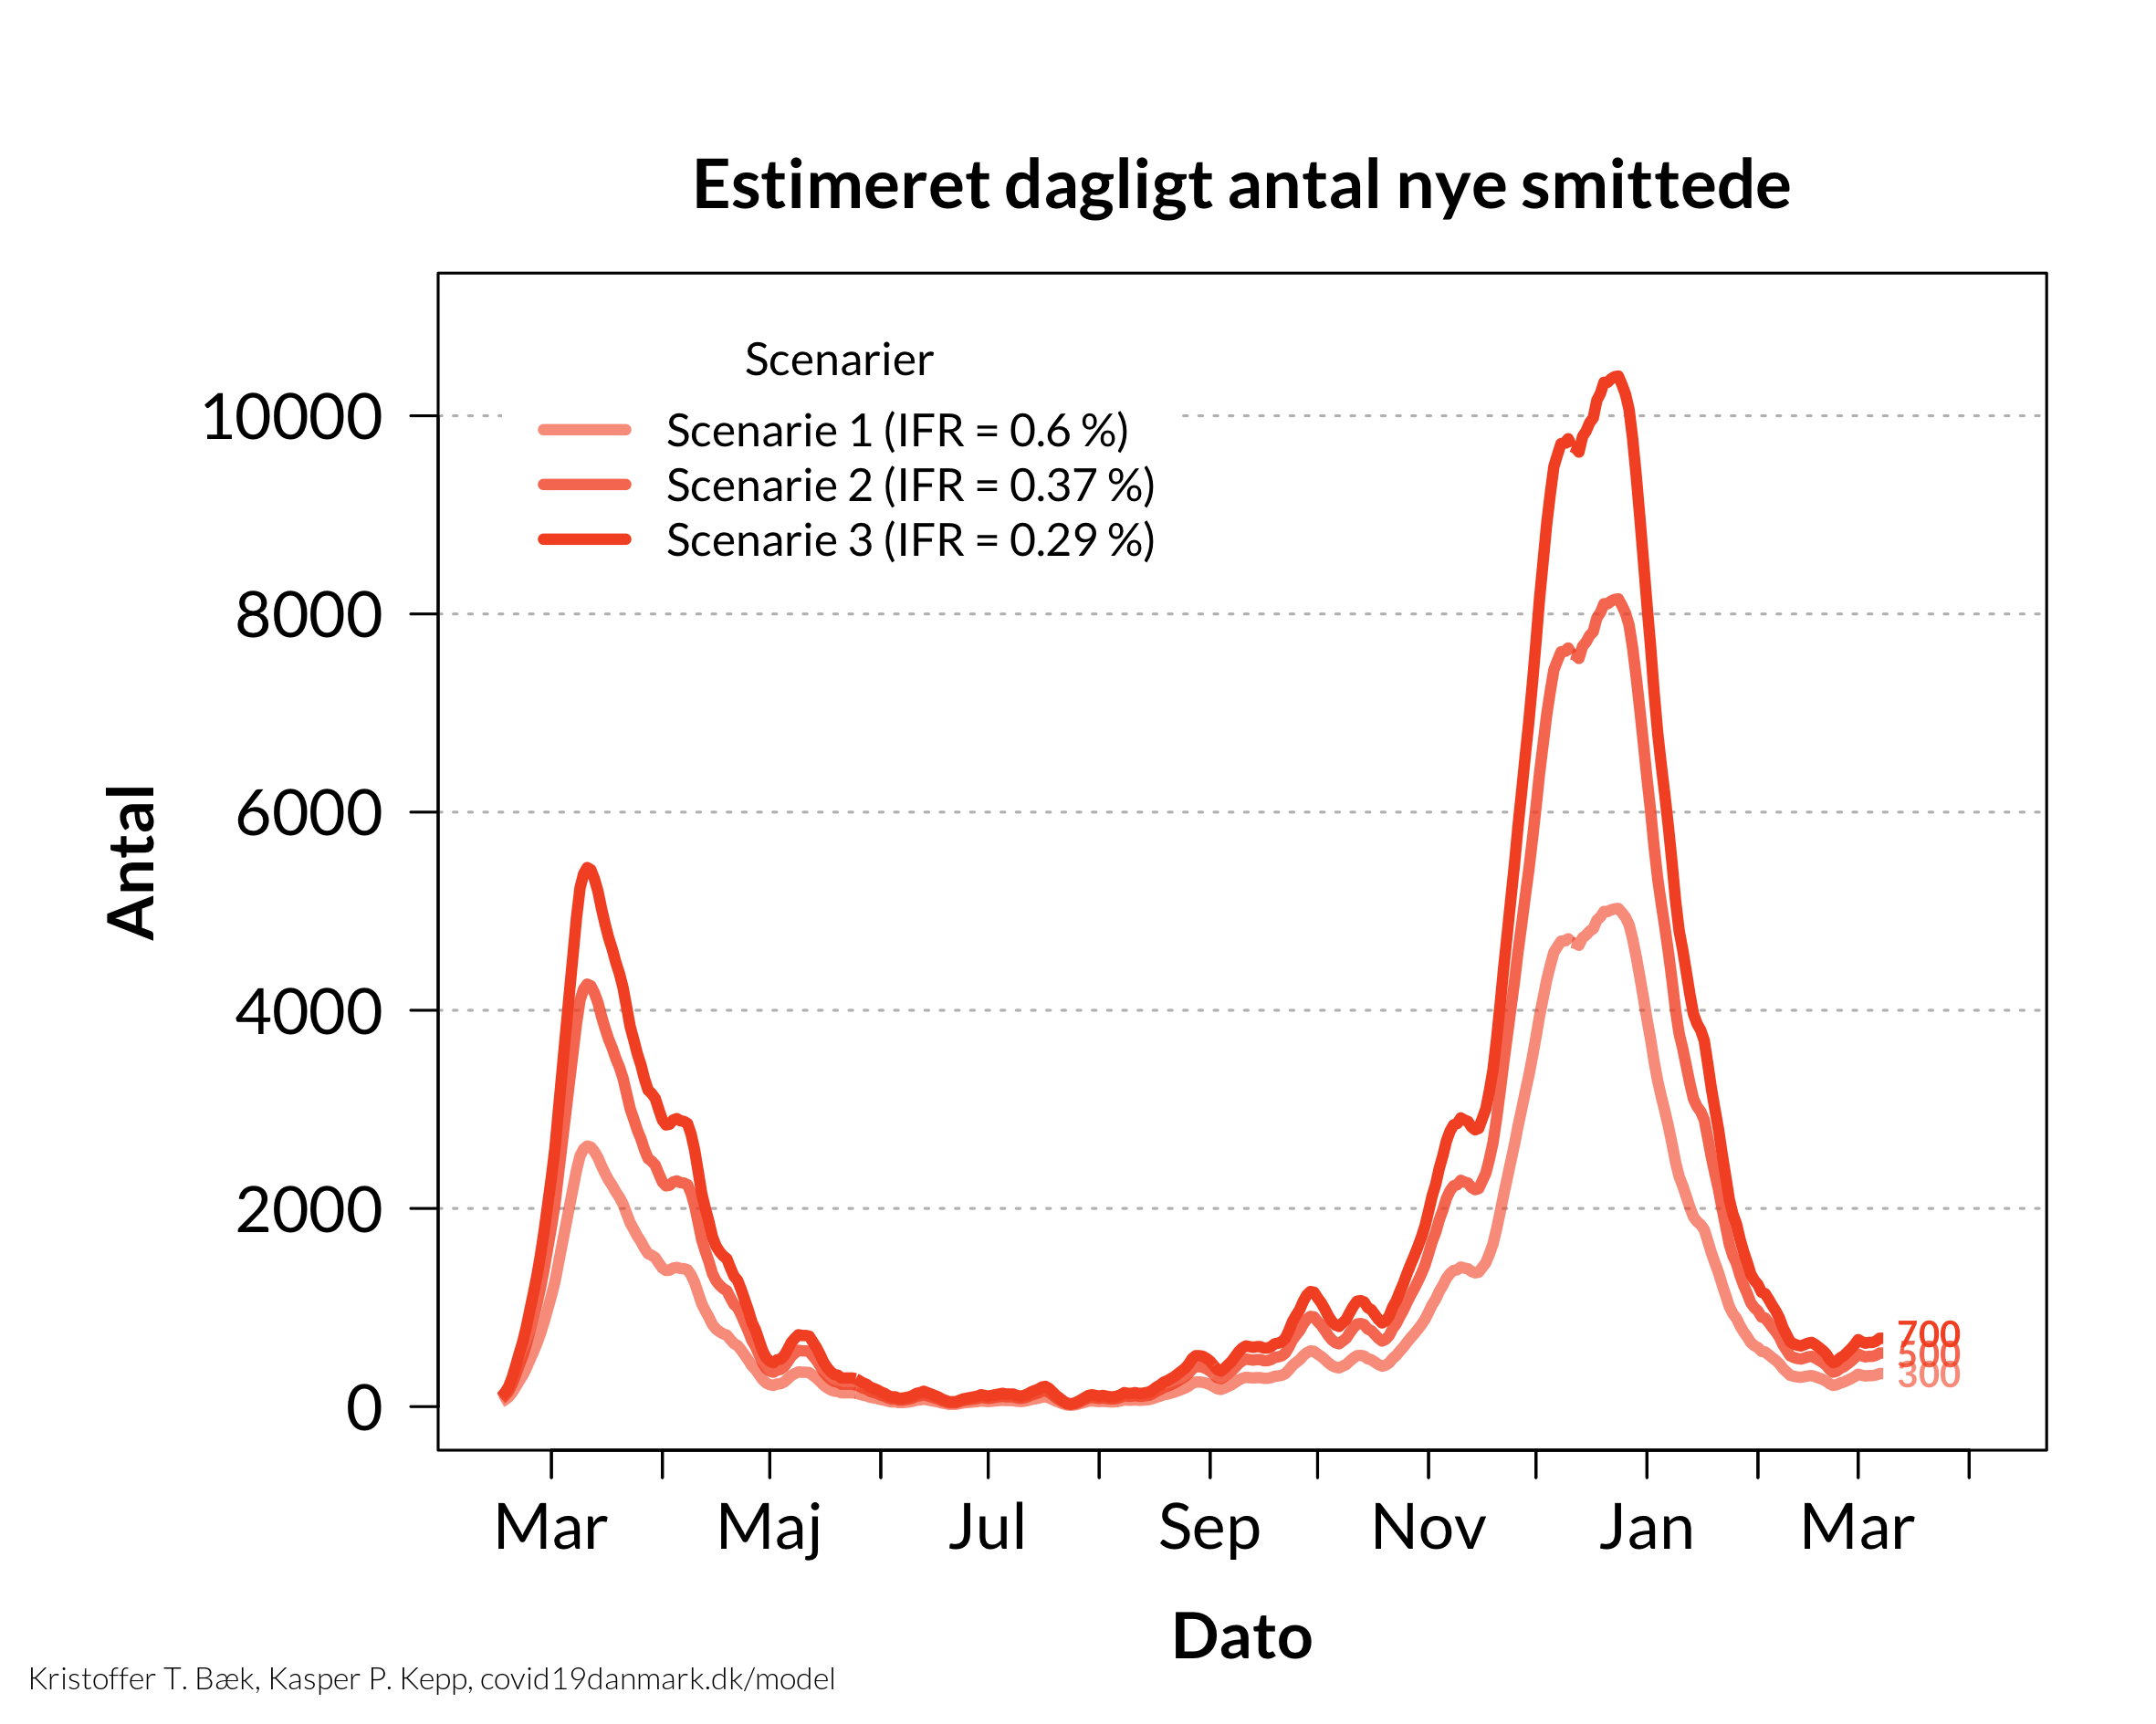 Estimeret dagligt antal nye smittede
Scenarier
Scenarie 1 (IFR = 0.6 %)
Scenarie 2 (IFR = 0.37 %)
Scenarie 3 (IFR = 0.29 %)
10000
8000
6000
4000
2000
0
Antal
700
500
300
Mar Maj Jul Sep Nov Jan Mar
Dato
Kristoffer T. Bæk, Kasper P. Kepp, covid19danmark.dk/model